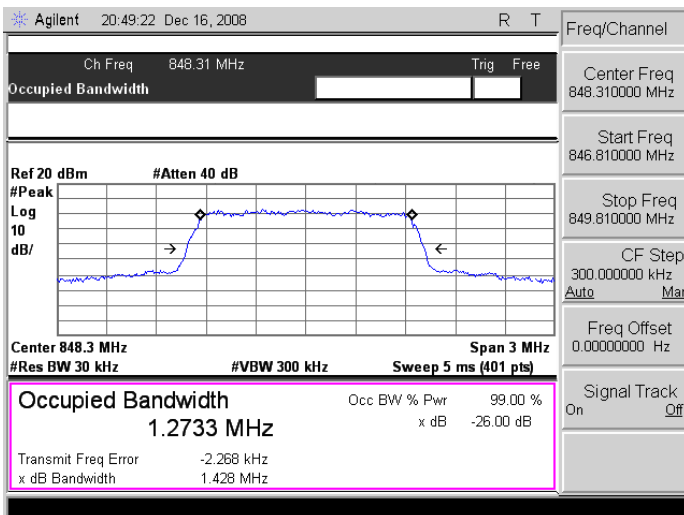 Agilent 20:49:22 Dec 16, 2008 R T
Freq/Channel
Ch Freq 848.31 MHz Trig Free
Occupied Bandwidth
Center Freq
848.310000 MHz
Start Freq
846.810000 MHz
Stop Freq
849.810000 MHz
CF Step
300.000000 kHz
Auto Man
Freq Offset
0.00000000 Hz
Signal Track
On Off
Ref 20 dBm #Atten 40 dB
#Peak
Log
10
dB/
Center 848.3 MHz Span 3 MHz
#Res BW 30 kHz #VBW 300 kHz Sweep 5 ms (401 pts)
Occupied Bandwidth
1.2733 MHz
Occ BW % Pwr 99.00 %
x dB -26.00 dB
Transmit Freq Error -2.268 kHz
x dB Bandwidth 1.428 MHz